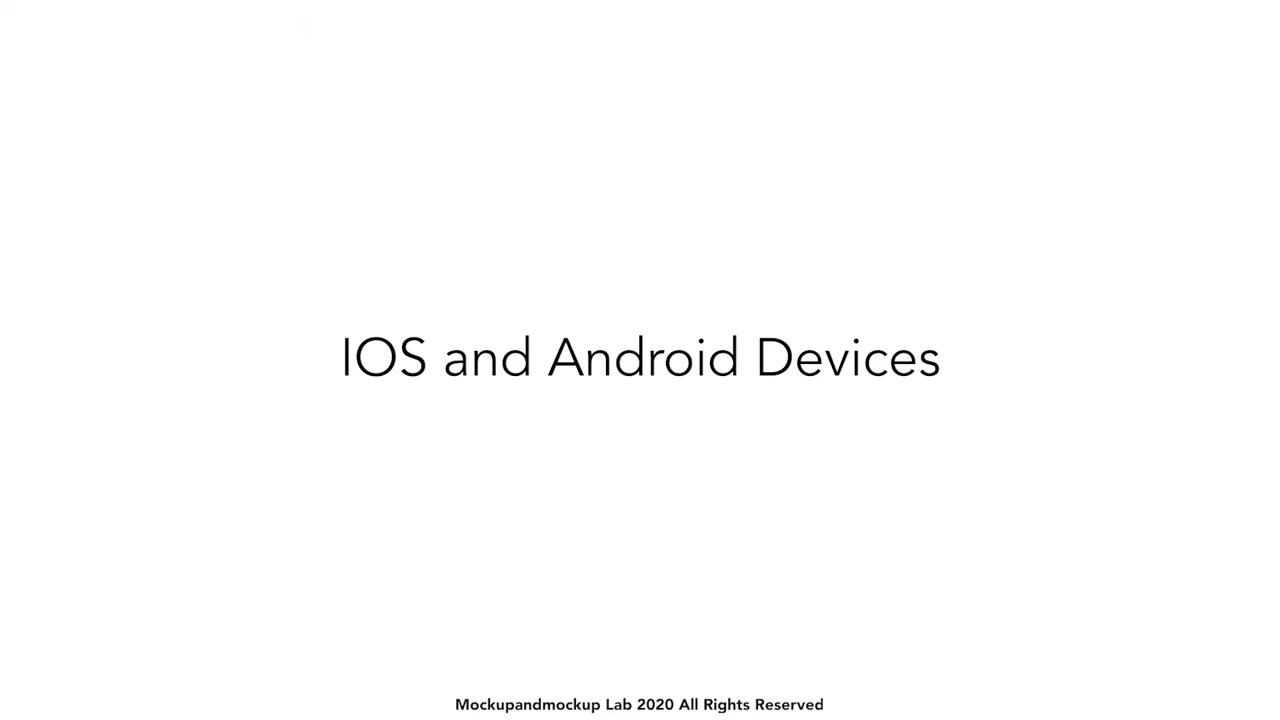 IOS and Android Devices
Mockupandmockup Lab 2020 All Rights Reserved